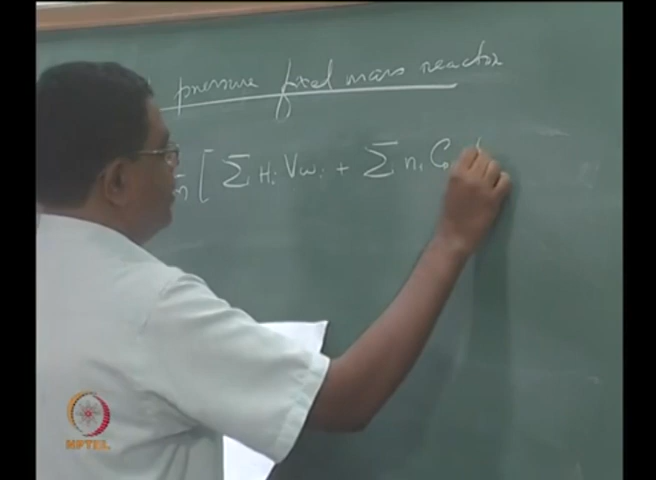 pressure fixed mass reactor
[ Σ Hᵢ Vωᵢ + Σ nᵢ Cₚ
NPTEL